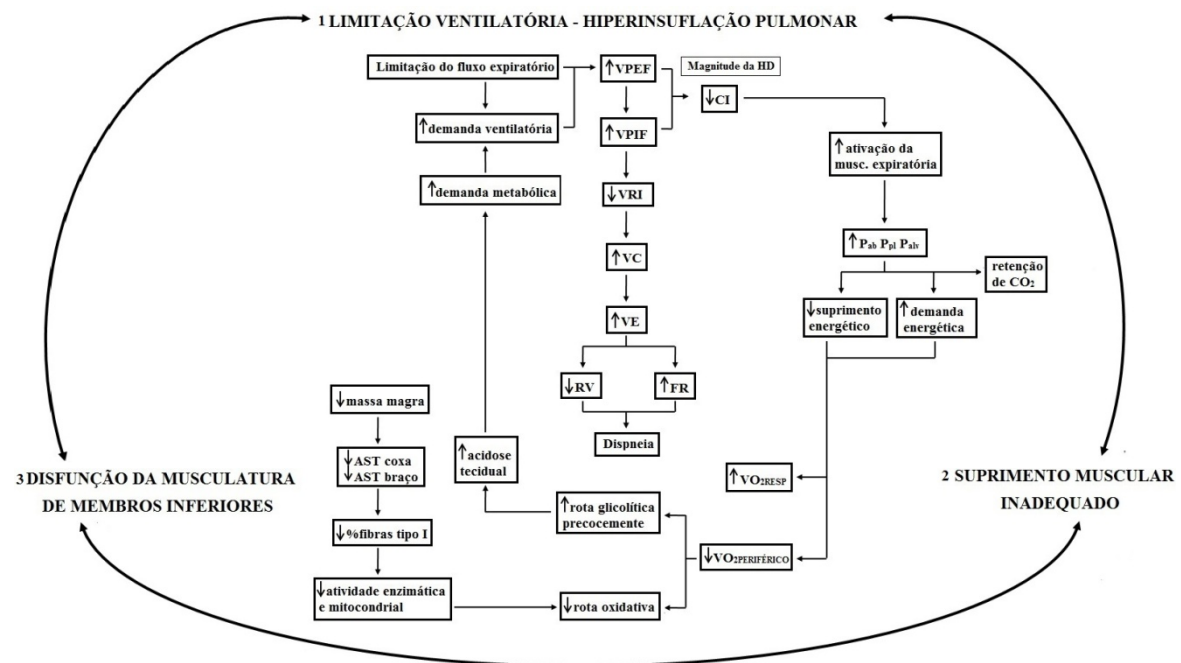 1 LIMITAÇÃO VENTILATÓRIA - HIPERINSUFLAÇÃO PULMONAR
Limitação do fluxo expiratório
↑VPEF
Magnitude da HD
↓CI
↑demanda ventilatória
↑VPIF
↑ativação da
musc. expiratória
↑demanda metabólica
↓VRI
↑VC
↑Pab Ppl Palv
retenção
de CO2
↓suprimento
energético
↑demanda
energética
↑VE
↓RV
↑FR
Dispneia
↓massa magra
↓AST coxa
↓AST braço
↑acidose
tecidual
3 DISFUNÇÃO DA MUSCULATURA
DE MEMBROS INFERIORES
2 SUPRIMENTO MUSCULAR
INADEQUADO
↑VO2RESP
↑rota glicolítica
precocemente
↓%fibras tipo I
↓VO2PERIFÉRICO
↓atividade enzimática
e mitocondrial
↓rota oxidativa